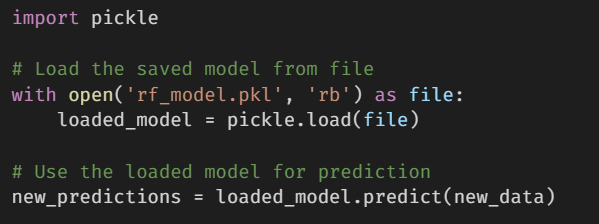 import pickle
# Load the saved model from file
with open('rf_model.pkl', 'rb') as file:
    loaded_model = pickle.load(file)
# Use the loaded model for prediction
new_predictions = loaded_model.predict(new_data)